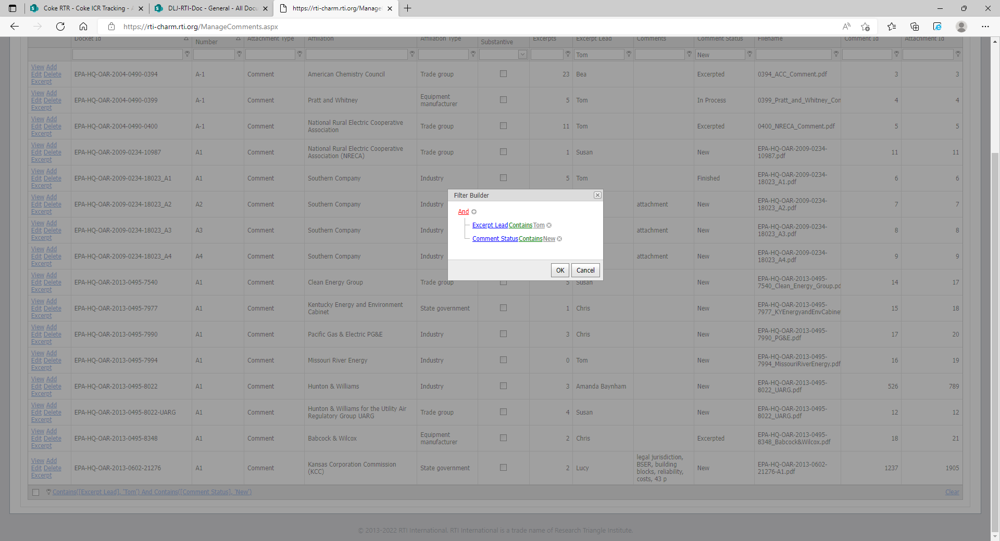 Coke RTR - Coke ICR Tracking - A
DLJ-RTI-Doc - General - All Docu
https://rti-charm.rti.org/Manage
https://rti-charm.rti.org/ManageComments.aspx
Docket Id Number Attachment Type Affiliation Affiliation Type Substantive Excerpts Excerpt Lead Comments Comment Status Filename Comment Id Attachment Id
Tom New
View Add
Edit Delete EPA-HQ-OAR-2004-0490-0394 A-1 Comment American Chemistry Council Trade group 23 Bea Excerpted 0394_ACC_Comment.pdf 3 3
Excerpt
View Add
Edit Delete EPA-HQ-OAR-2004-0490-0399 A-1 Comment Pratt and Whitney Equipment manufacturer 5 Tom In Process 0399_Pratt_and_Whitney_Con 4 4
Excerpt
View Add
Edit Delete EPA-HQ-OAR-2004-0490-0400 A-1 Comment National Rural Electric Cooperative Association Trade group 11 Tom Excerpted 0400_NRECA_Comment.pdf 5 5
Excerpt
View Add
Edit Delete EPA-HQ-OAR-2009-0234-10987 A1 Comment National Rural Electric Cooperative Association (NRECA) Trade group 1 Susan New EPA-HQ-OAR-2009-0234-10987.pdf 11 11
Excerpt
View Add
Edit Delete EPA-HQ-OAR-2009-0234-18023_A1 A1 Comment Southern Company Industry 5 Tom Finished EPA-HQ-OAR-2009-0234-18023_A1.pdf 6 6
Excerpt
View Add
Edit Delete EPA-HQ-OAR-2009-0234-18023_A2 A2 Comment Southern Company Industry attachment New EPA-HQ-OAR-2009-0234-18023_A2.pdf 7 7
Excerpt
View Add
Edit Delete EPA-HQ-OAR-2009-0234-18023_A3 A3 Comment Southern Company Industry attachment New EPA-HQ-OAR-2009-0234-18023_A3.pdf 8 8
Excerpt
View Add
Edit Delete EPA-HQ-OAR-2009-0234-18023_A4 A4 Comment Southern Company Industry attachment New EPA-HQ-OAR-2009-0234-18023_A4.pdf 9 9
Excerpt
View Add
Edit Delete EPA-HQ-OAR-2013-0495-7540 A1 Comment Clean Energy Group Trade group 5 Susan New EPA-HQ-OAR-2013-0495-7540_Clean_Energy_Group.pd 14 17
Excerpt
View Add
Edit Delete EPA-HQ-OAR-2013-0495-7977 A1 Comment Kentucky Energy and Environment Cabinet State government 1 Chris New EPA-HQ-OAR-2013-0495-7977_KYEnergyandEnvCabine 15 18
Excerpt
View Add
Edit Delete EPA-HQ-OAR-2013-0495-7990 A1 Comment Pacific Gas & Electric PG&E Industry 3 Chris New EPA-HQ-OAR-2013-0495-7990_PG&E.pdf 17 20
Excerpt
View Add
Edit Delete EPA-HQ-OAR-2013-0495-7994 A1 Comment Missouri River Energy Industry 0 Tom New EPA-HQ-OAR-2013-0495-7994_MissouriRiverEnergy.pdf 16 19
Excerpt
View Add
Edit Delete EPA-HQ-OAR-2013-0495-8022 A1 Comment Hunton & Williams Industry 3 Amanda Baynham New EPA-HQ-OAR-2013-0495-8022_UARG.pdf 526 789
Excerpt
View Add
Edit Delete EPA-HQ-OAR-2013-0495-8022-UARG A1 Comment Hunton & Williams for the Utility Air Regulatory Group UARG Trade group 4 Susan New EPA-HQ-OAR-2013-0495-8022_UARG.pdf 12 12
Excerpt
View Add
Edit Delete EPA-HQ-OAR-2013-0495-8348 A1 Comment Babcock & Wilcox Equipment manufacturer 2 Chris Excerpted EPA-HQ-OAR-2013-0495-8348_Babcock&Wilcox.pdf 18 21
Excerpt
View Add
Edit Delete EPA-HQ-OAR-2013-0602-21276 A1 Comment Kansas Corporation Commission (KCC) State government 2 Lucy legal jurisdiction, BSER, building blocks, reliability, costs, 43 p New EPA-HQ-OAR-2013-0602-21276-A1.pdf 1237 1905
Excerpt
Contains([Excerpt Lead], 'Tom') And Contains([Comment Status], 'New') Clear
Filter Builder
And
Excerpt Lead Contains Tom
Comment Status Contains New
OK Cancel
© 2013-2022 RTI International. RTI International is a trade name of Research Triangle Institute.